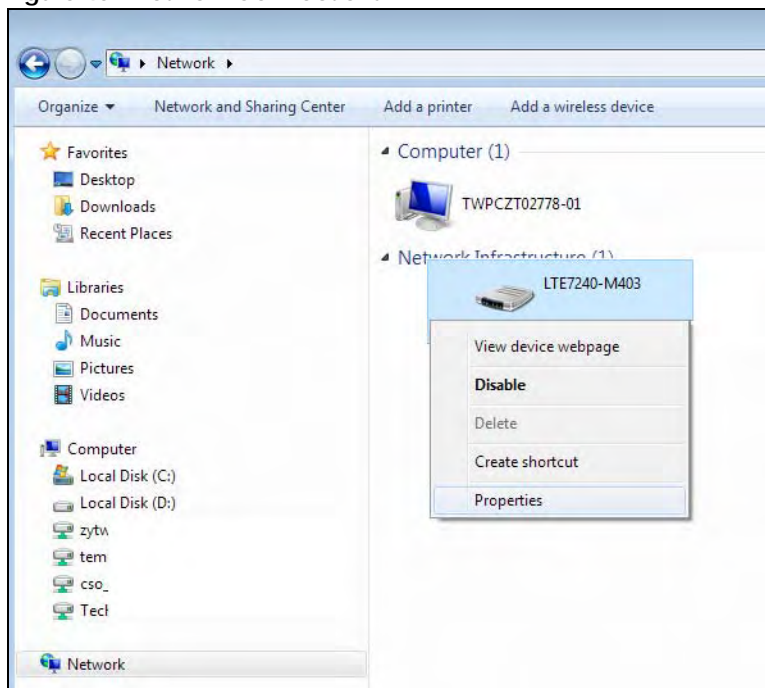 Network
Organize Network and Sharing Center Add a printer Add a wireless device
Favorites
Desktop
Downloads
Recent Places
Libraries
Documents
Music
Pictures
Videos
Computer
Local Disk (C:)
Local Disk (D:)
tem
cso_
Network
Computer (1)
TWPCZT02778-01
Network Infrastructure (1)
LTE7240-M403
View device webpage
Disable
Delete
Create shortcut
Properties